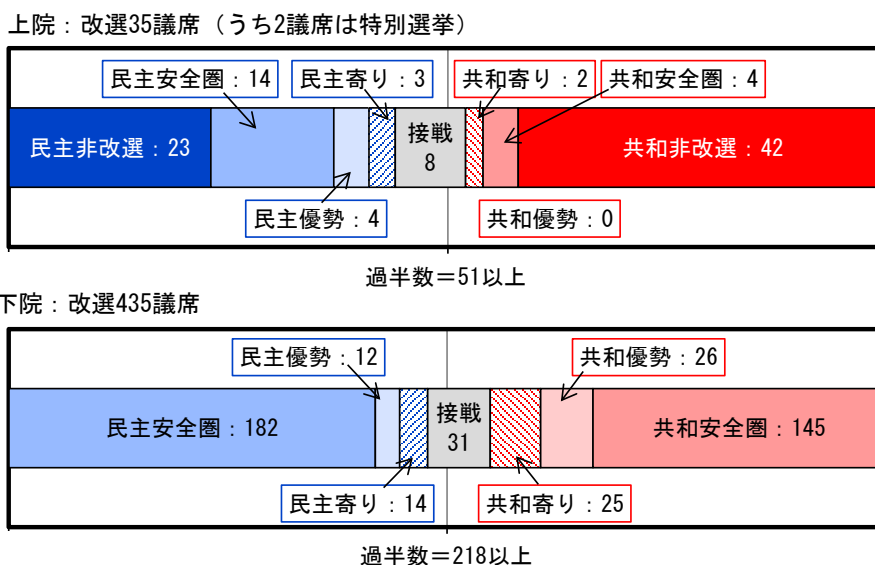 上院：改選35議席（うち2議席は特別選挙）
民主安全圏：14
民主寄り：3
共和寄り：2
共和安全圏：4
民主非改選：23
接戦
8
共和非改選：42
民主優勢：4
共和優勢：0
過半数＝51以上
下院：改選435議席
民主優勢：12
共和優勢：26
民主安全圏：182
接戦
31
共和安全圏：145
民主寄り：14
共和寄り：25
過半数＝218以上